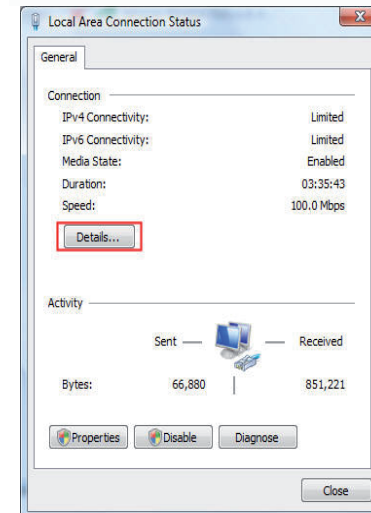 Local Area Connection Status
General
Connection
IPv4 Connectivity: Limited
IPv6 Connectivity: Limited
Media State: Enabled
Duration: 03:35:43
Speed: 100.0 Mbps
Details...
Activity
Sent Received
Bytes: 66,880 851,221
Properties Disable Diagnose
Close